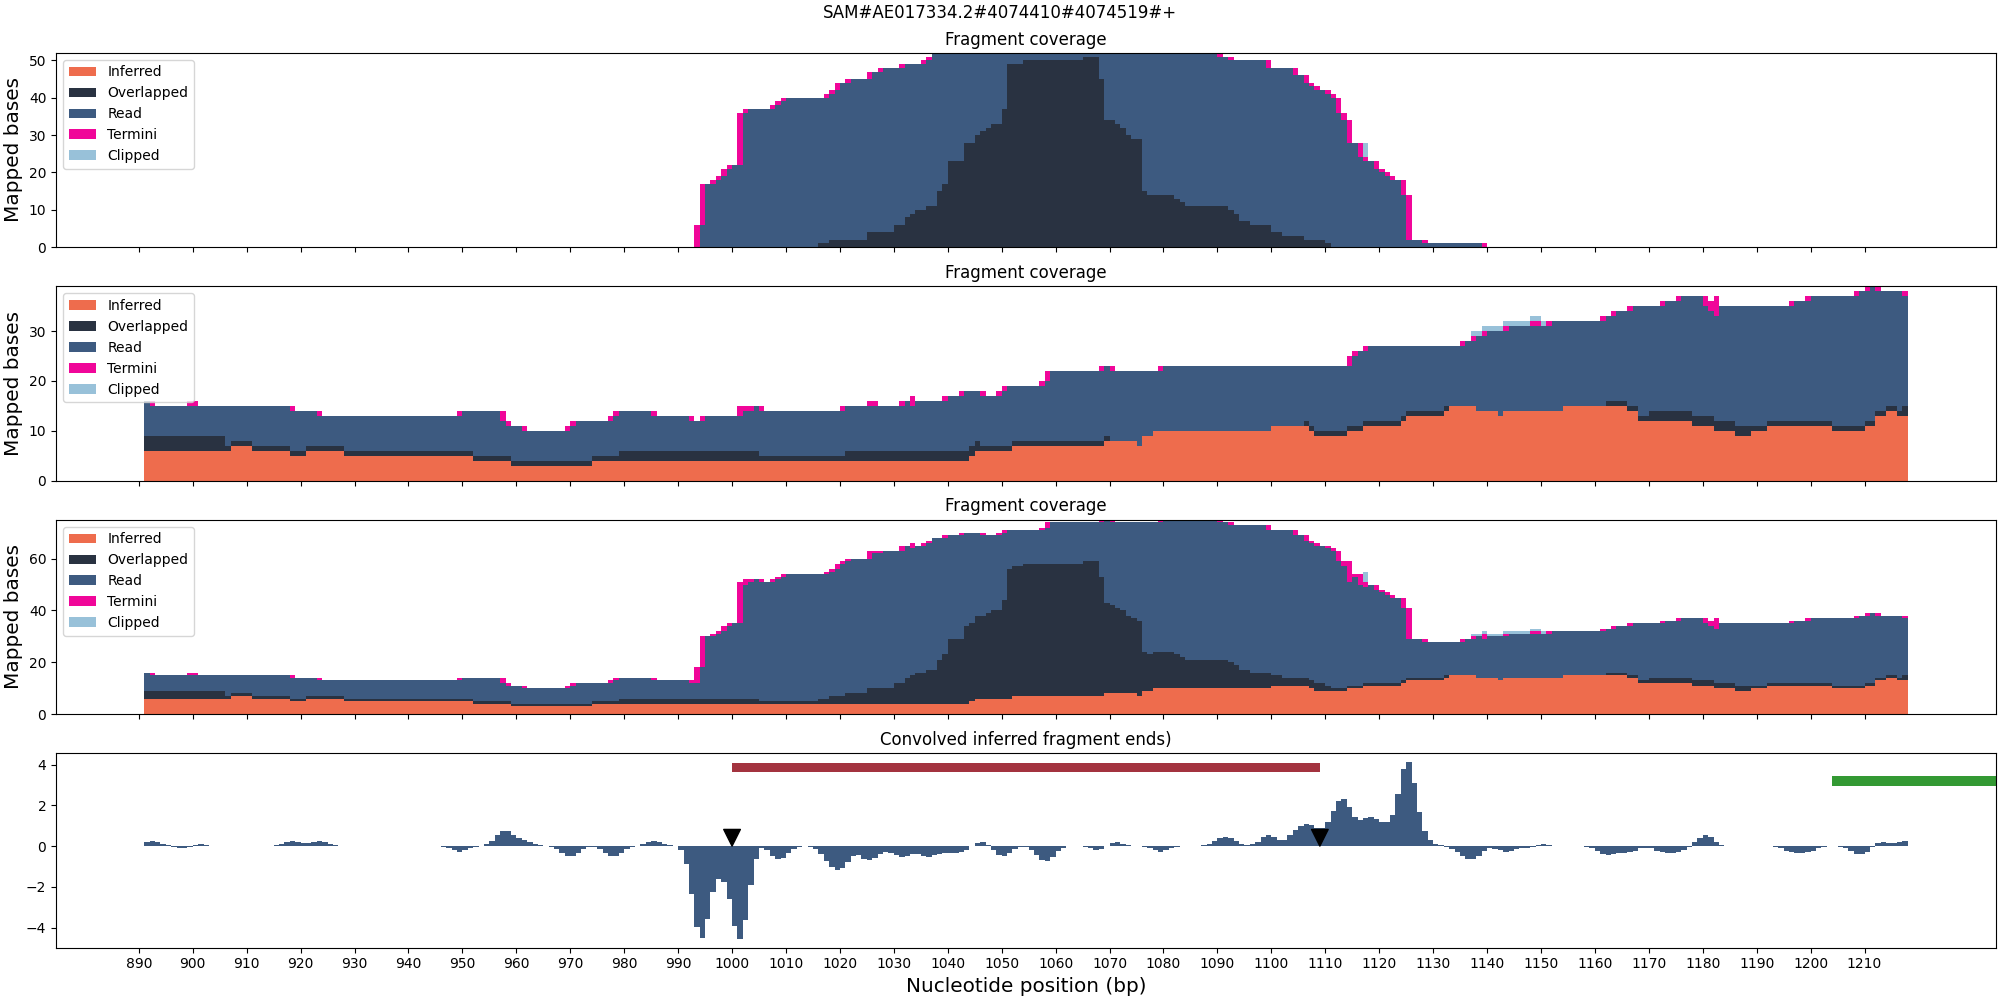 SAM#AE017334.2#4074410#4074519#+
Fragment coverage
Mapped bases
50
40
30
20
10
0
Inferred
Overlapped
Read
Termini
Clipped
Fragment coverage
Mapped bases
30
20
10
0
Inferred
Overlapped
Read
Termini
Clipped
Fragment coverage
Mapped bases
60
40
20
0
Inferred
Overlapped
Read
Termini
Clipped
Convolved inferred fragment ends)
4
2
0
−2
−4
890 900 910 920 930 940 950 960 970 980 990 1000 1010 1020 1030 1040 1050 1060 1070 1080 1090 1100 1110 1120 1130 1140 1150 1160 1170 1180 1190 1200 1210
Nucleotide position (bp)